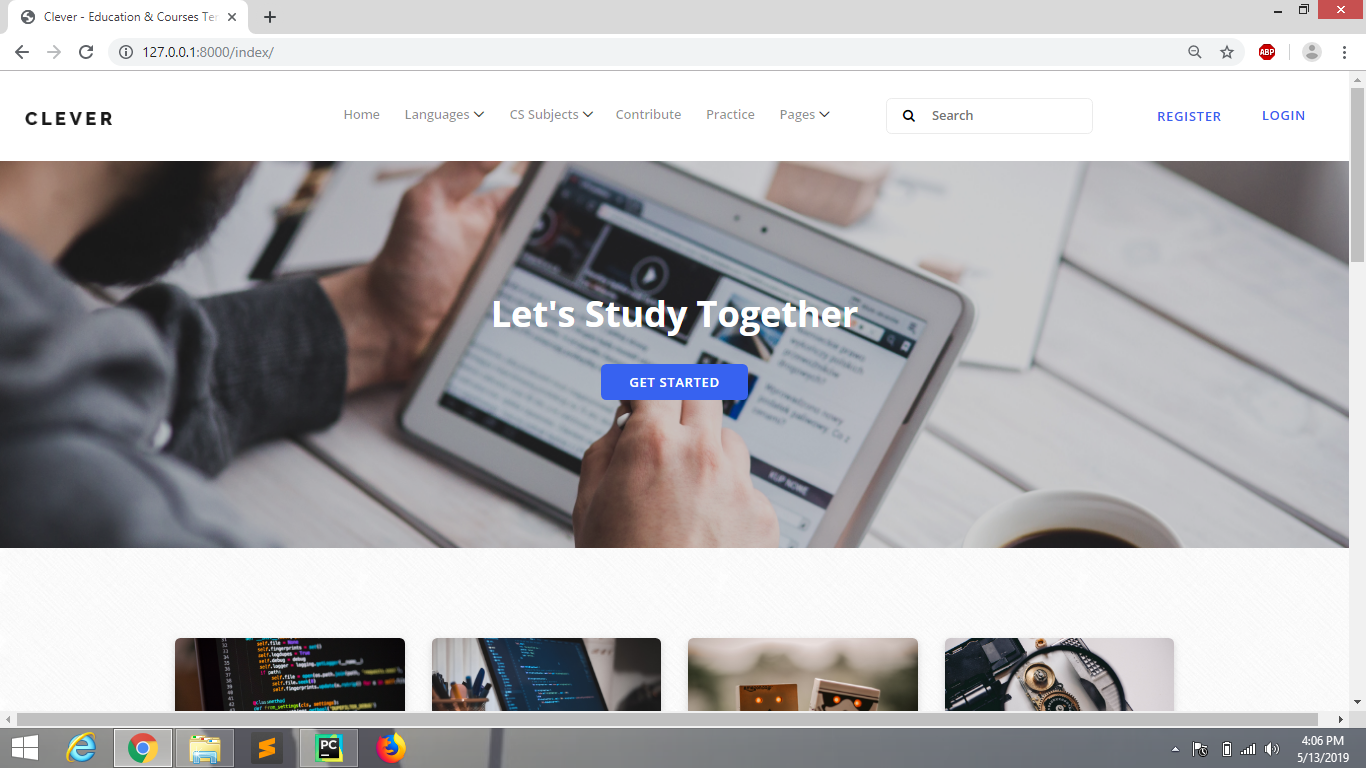 Clever - Education & Courses Ter
127.0.0.1:8000/index/
ABP
CLEVER
Home
Languages
CS Subjects
Contribute
Practice
Pages
Search
REGISTER
LOGIN
Let's Study Together
GET STARTED
PC
4:06 PM
5/13/2019